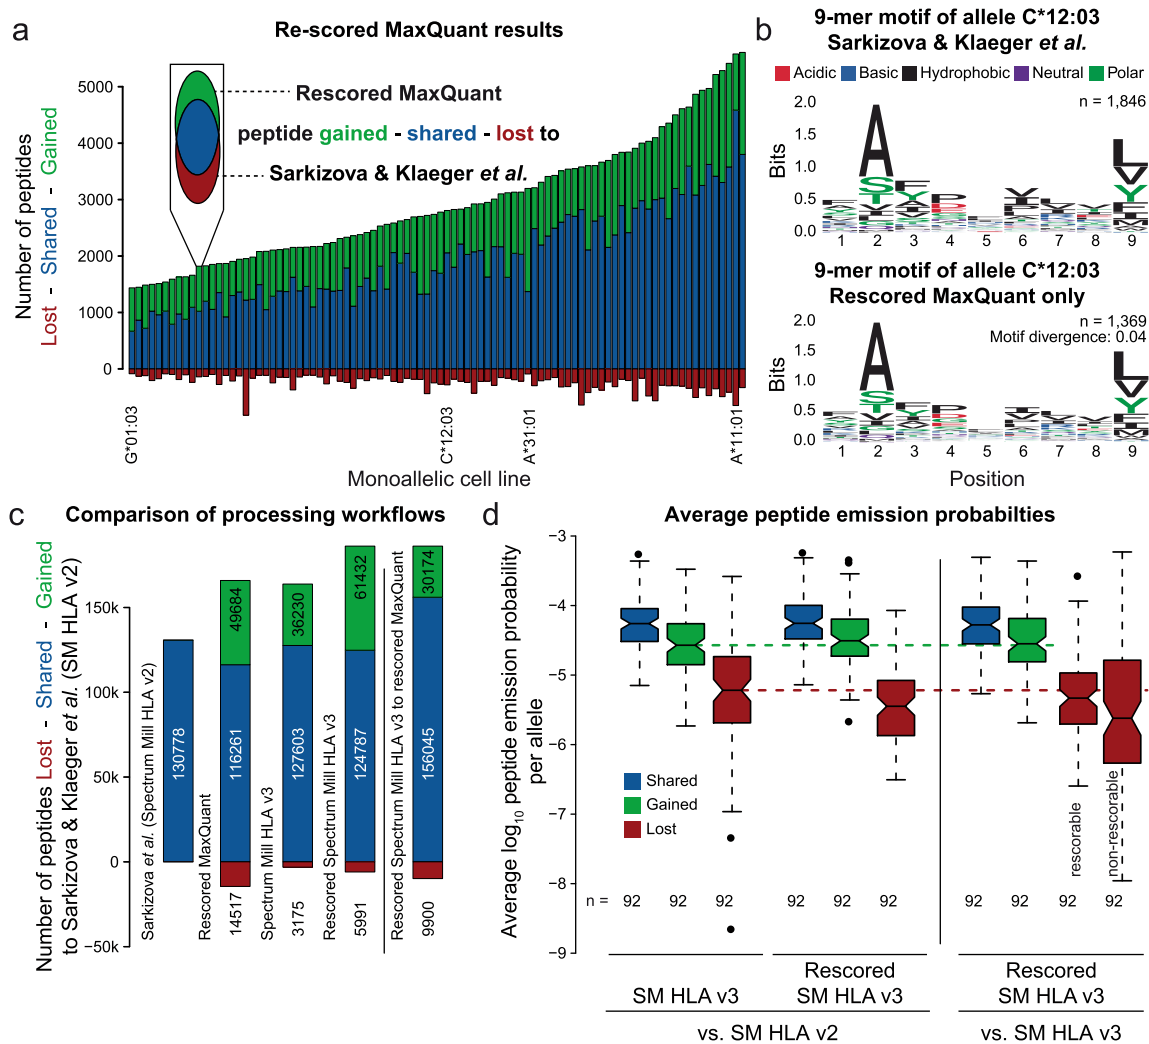 a
Re-scored MaxQuant results
Number of peptides
Lost - Shared - Gained
5000
4000
3000
2000
1000
0
Rescored MaxQuant
peptide gained - shared - lost to
Sarkizova & Klaeger et al.
G*01:03
C*12:03
A*31:01
A*11:01
Monoallelic cell line
b
9-mer motif of allele C*12:03
Sarkizova & Klaeger et al.
Acidic Basic Hydrophobic Neutral Polar
n = 1,846
Bits
2.0
1.5
1.0
0.5
0.0
1 2 3 4 5 6 7 8 9
9-mer motif of allele C*12:03
Rescored MaxQuant only
n = 1,369
Motif divergence: 0.04
Bits
2.0
1.5
1.0
0.5
0.0
1 2 3 4 5 6 7 8 9
Position
c
Comparison of processing workflows
Number of peptides Lost - Shared - Gained
to Sarkizova & Klaeger et al. (SM HLA v2)
150k
100k
50k
0
−50k
Sarkizova et al. (Spectrum Mill HLA v2)
130778
Rescored MaxQuant
49684
116261
14517
Spectrum Mill HLA v3
36230
127603
3175
Rescored Spectrum Mill HLA v3
61432
124787
5991
Rescored Spectrum Mill HLA v3 to rescored MaxQuant
30174
156045
9900
d
Average peptide emission probabilties
Average log10 peptide emission probability
per allele
−3
−4
−5
−6
−7
−8
−9
Shared
Gained
Lost
rescorable
non-rescorable
n = 92 92 92 92 92 92 92 92 92 92
SM HLA v3
Rescored
SM HLA v3
vs. SM HLA v2
Rescored
SM HLA v3
vs. SM HLA v3